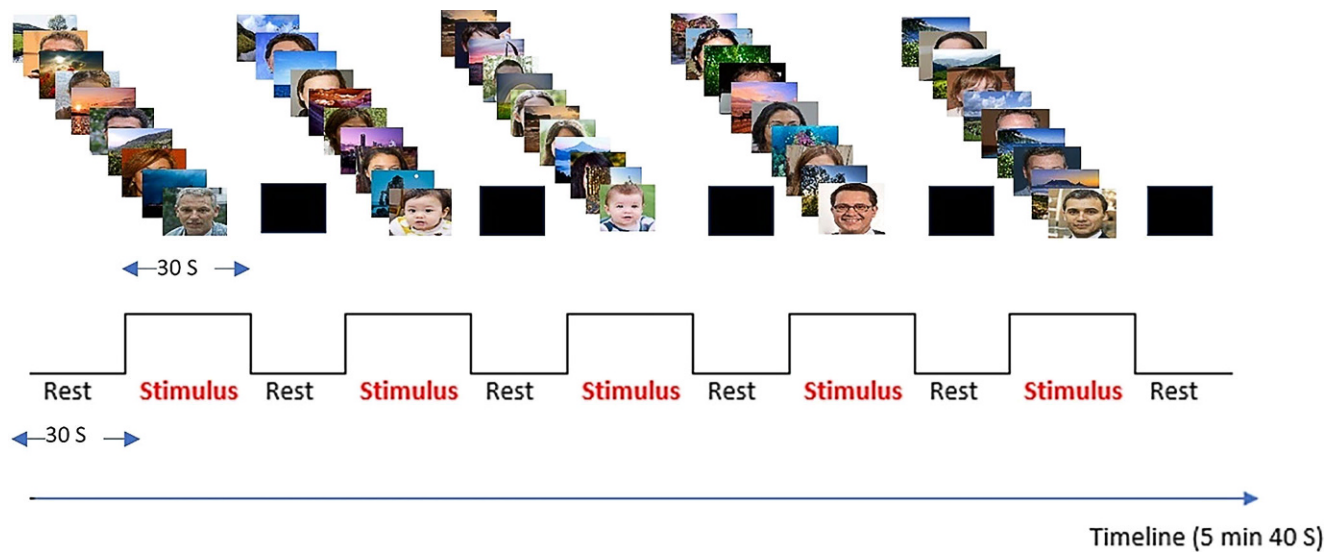 30 S
Rest Stimulus Rest Stimulus Rest Stimulus Rest Stimulus Rest Stimulus Rest
30 S
Timeline (5 min 40 S)